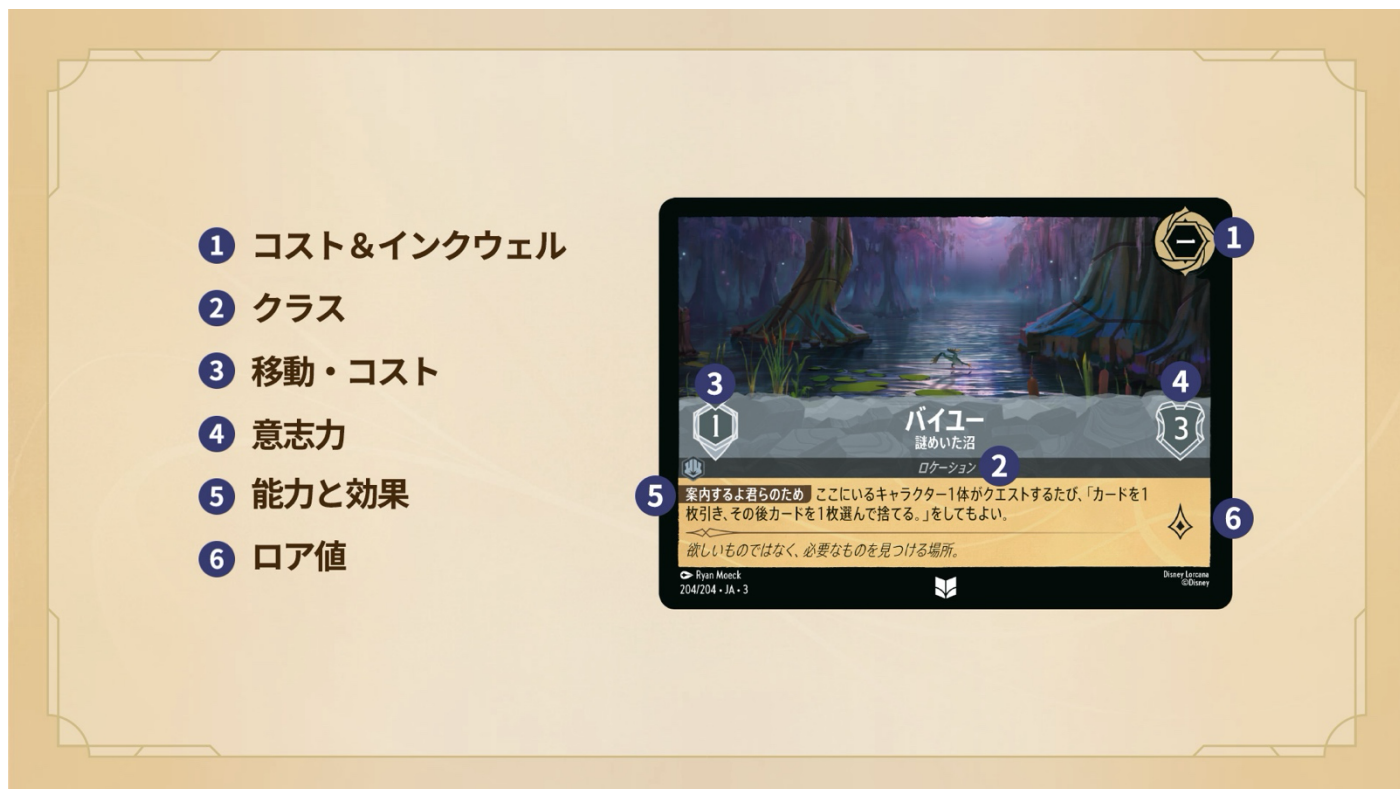 1 コスト＆インクウェル
2 クラス
3 移動・コスト
4 意志力
5 能力と効果
6 ロア値
1
3
4
1
バイユー
3
謎めいた沼
ロケーション
2
5
案内するよ君らのため ここにいるキャラクター1体がクエストするたび、「カードを1
枚引き、その後カードを1枚選んで捨てる。」をしてもよい。
6
欲しいものではなく、必要なものを見つける場所。
Ryan Moeck
204/204・JA・3
Disney Lorcana
©Disney